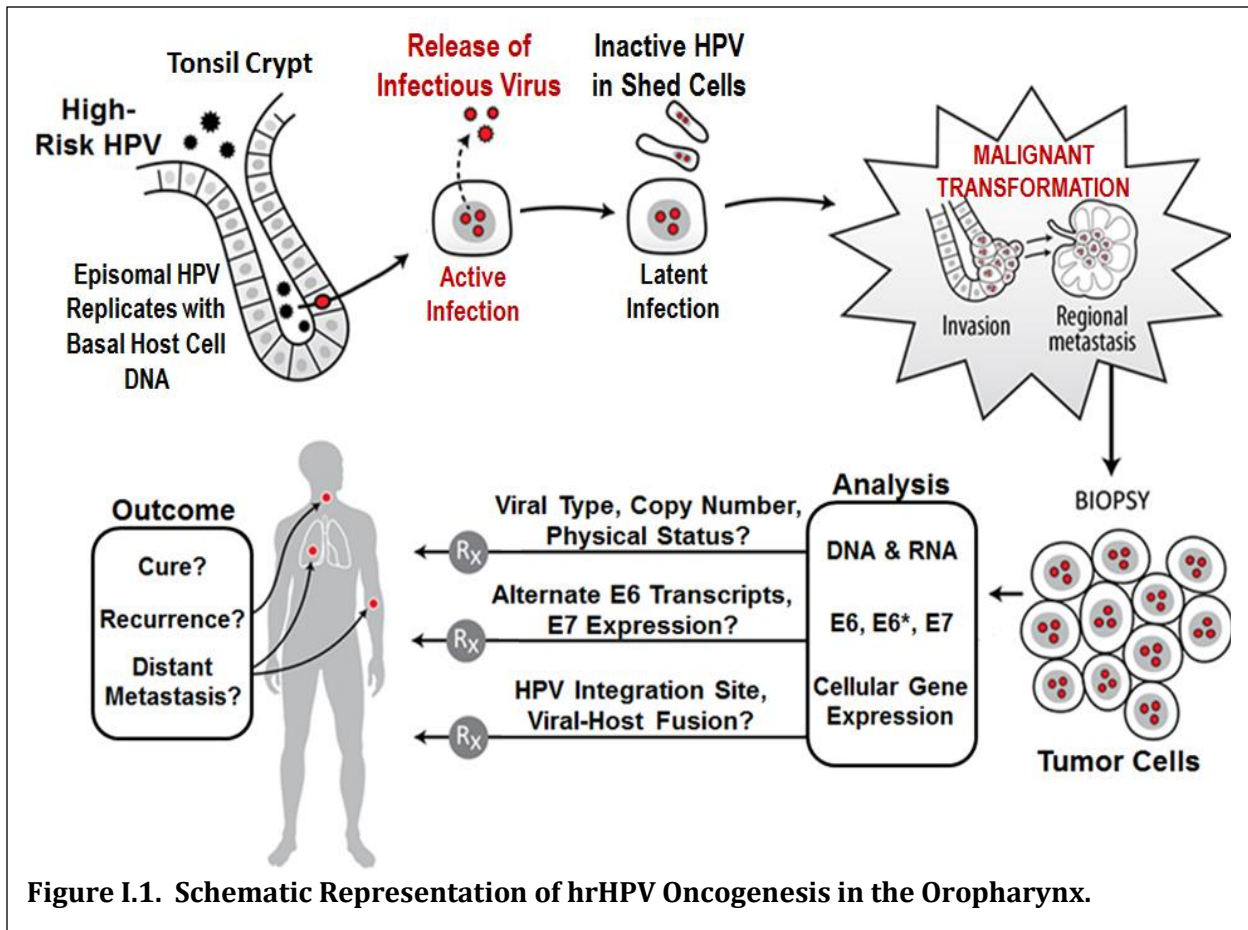 Tonsil Crypt
High-
Risk HPV
Episomal HPV
Replicates with
Basal Host Cell
DNA
Release of
Infectious Virus
Active
Infection
Inactive HPV
in Shed Cells
Latent
Infection
MALIGNANT
TRANSFORMATION
Invasion
Regional
metastasis
BIOPSY
Tumor Cells
Analysis
DNA & RNA
E6, E6*, E7
Cellular Gene
Expression
Viral Type, Copy Number,
Physical Status?
Rx
Alternate E6 Transcripts,
E7 Expression?
Rx
HPV Integration Site,
Viral-Host Fusion?
Rx
Outcome
Cure?
Recurrence?
Distant
Metastasis?
Figure I.1. Schematic Representation of hrHPV Oncogenesis in the Oropharynx.